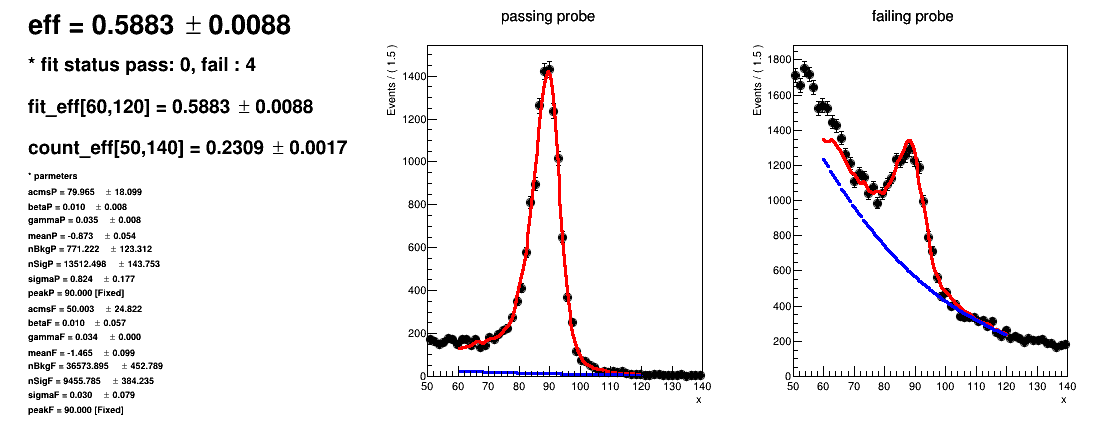 eff = 0.5883 ± 0.0088
* fit status pass: 0, fail : 4
fit_eff[60,120] = 0.5883 ± 0.0088
count_eff[50,140] = 0.2309 ± 0.0017
* parmeters
acmsP = 79.965 ± 18.099
betaP = 0.010 ± 0.008
gammaP = 0.035 ± 0.008
meanP = -0.873 ± 0.054
nBkgP = 771.222 ± 123.312
nSigP = 13512.498 ± 143.753
sigmaP = 0.824 ± 0.177
peakP = 90.000 [Fixed]
acmsF = 50.003 ± 24.822
betaF = 0.010 ± 0.057
gammaF = 0.034 ± 0.000
meanF = -1.465 ± 0.099
nBkgF = 36573.895 ± 452.789
nSigF = 9455.785 ± 384.235
sigmaF = 0.030 ± 0.079
peakF = 90.000 [Fixed]
passing probe
Events / ( 1.5 )
1400
1200
1000
800
600
400
200
0
50 60 70 80 90 100 110 120 130 140
x
failing probe
Events / ( 1.5 )
1800
1600
1400
1200
1000
800
600
400
200
0
50 60 70 80 90 100 110 120 130 140
x